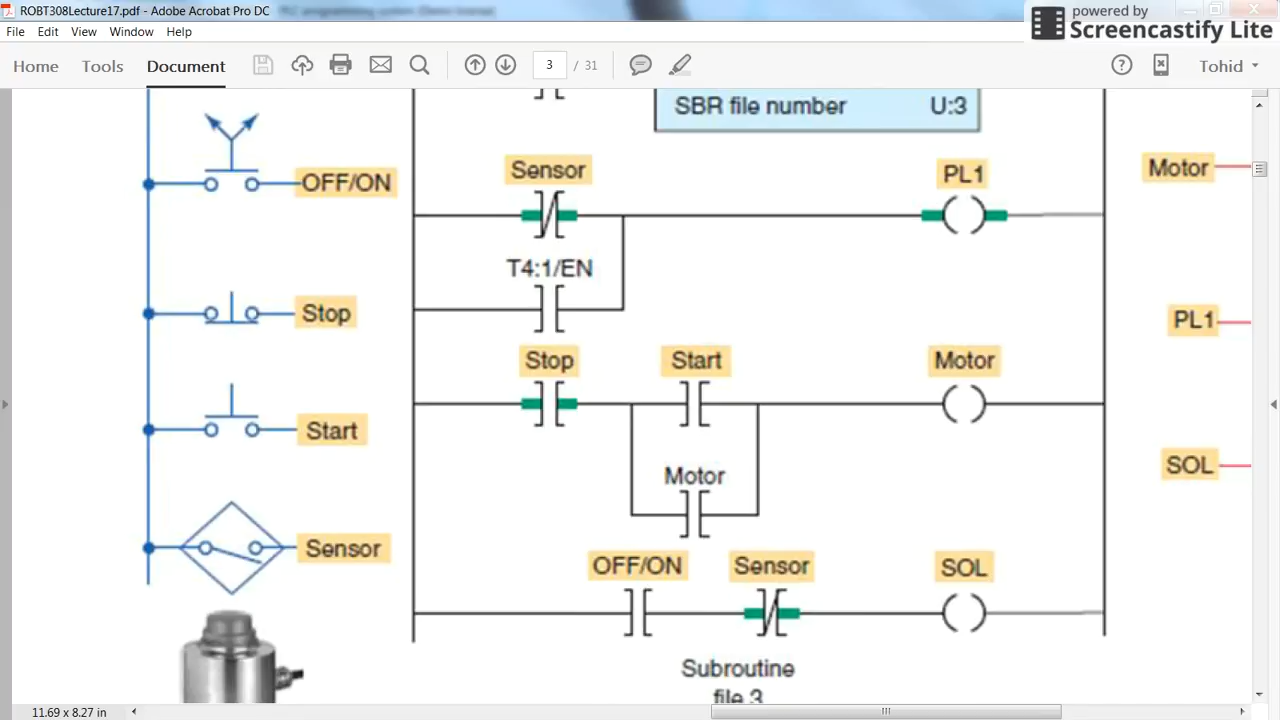 ROBT308Lecture17.pdf - Adobe Acrobat Pro DC
powered by
Screencastify Lite
File Edit View Window Help
Home Tools Document 3 / 31 Tohid
SBR file number U:3
OFF/ON
Sensor
PL1
Motor
T4:1/EN
Stop
PL1
Stop Start Motor
Start
Motor
SOL
Sensor
OFF/ON Sensor SOL
Subroutine
file 3
11.69 x 8.27 in